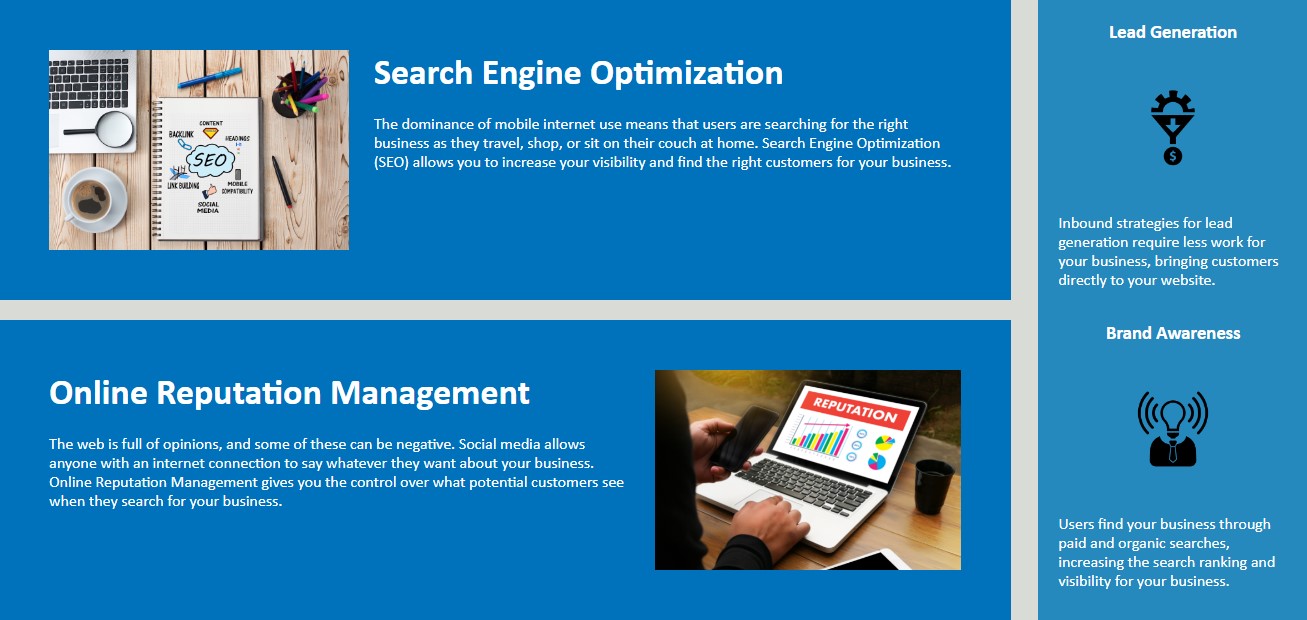 Search Engine Optimization
The dominance of mobile internet use means that users are searching for the right
business as they travel, shop, or sit on their couch at home. Search Engine Optimization
(SEO) allows you to increase your visibility and find the right customers for your business.
CONTENT
BACKLINK
HEADINGS
SEO
LINK BUILDING
MOBILE
COMPATIBILITY
SOCIAL
MEDIA
Online Reputation Management
The web is full of opinions, and some of these can be negative. Social media allows
anyone with an internet connection to say whatever they want about your business.
Online Reputation Management gives you the control over what potential customers see
when they search for your business.
REPUTATION
Lead Generation
$
Inbound strategies for lead
generation require less work for
your business, bringing customers
directly to your website.
Brand Awareness
Users find your business through
paid and organic searches,
increasing the search ranking and
visibility for your business.